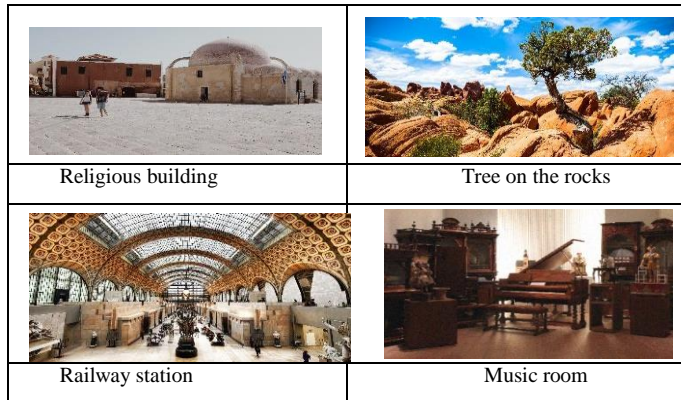 Religious building
Tree on the rocks
Railway station
Music room